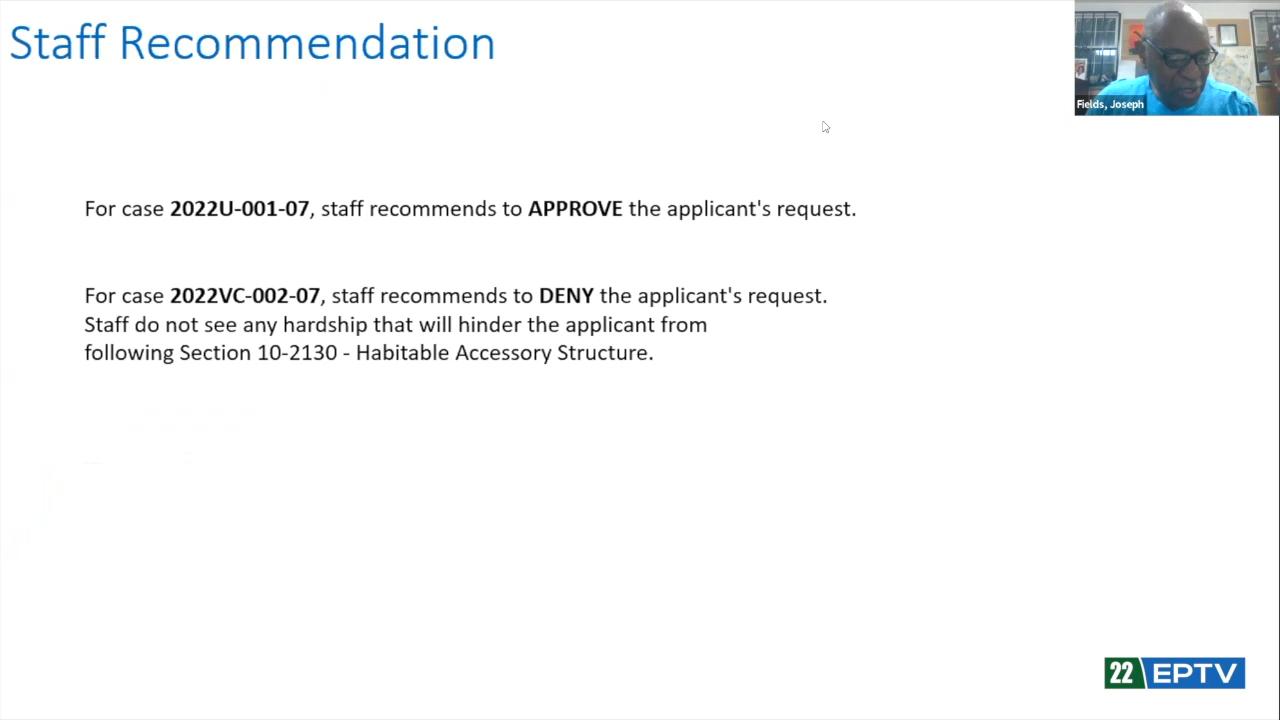 Staff Recommendation
Fields, Joseph
For case 2022U-001-07, staff recommends to APPROVE the applicant's request.
For case 2022VC-002-07, staff recommends to DENY the applicant's request.
Staff do not see any hardship that will hinder the applicant from
following Section 10-2130 - Habitable Accessory Structure.
22 EPTV